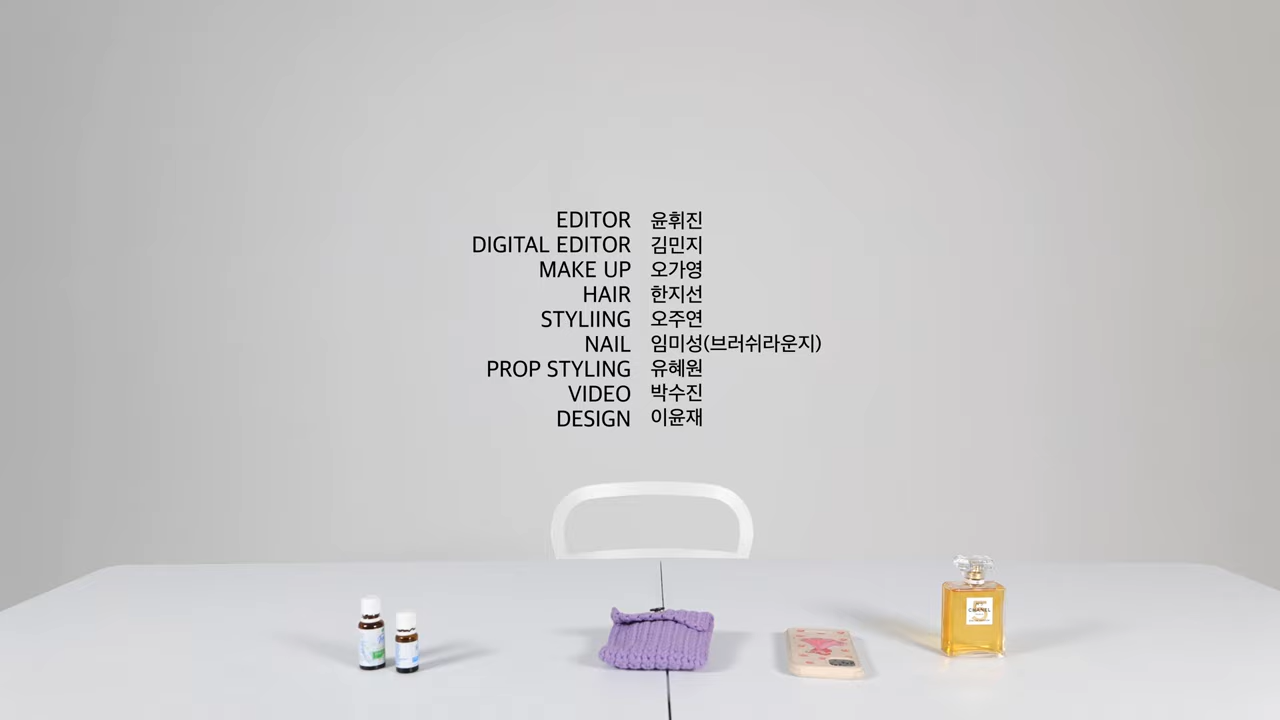 EDITOR 윤휘진
DIGITAL EDITOR 김민지
MAKE UP 오가영
HAIR 한지선
STYLIING 오주연
NAIL 임미성(브러쉬라운지)
PROP STYLING 유혜원
VIDEO 박수진
DESIGN 이윤재
5
CHANEL